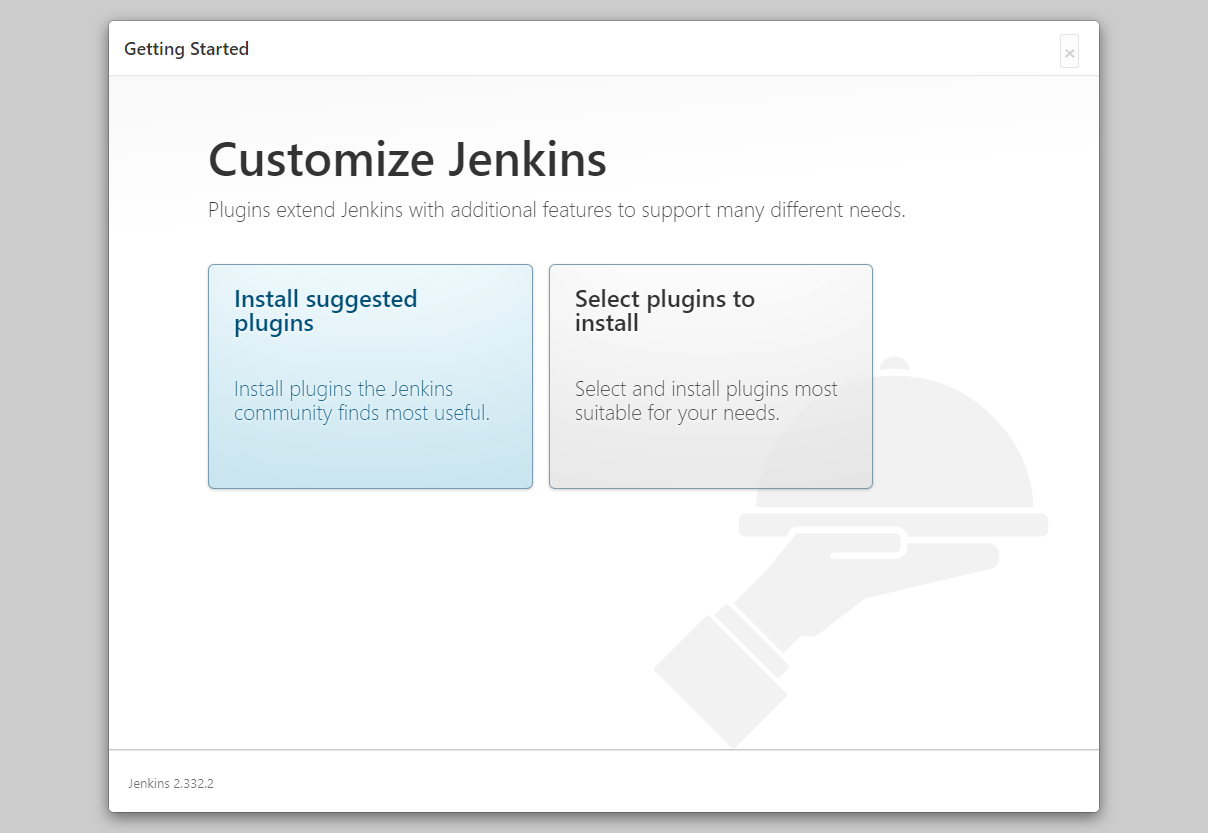 Getting Started
×
Customize Jenkins
Plugins extend Jenkins with additional features to support many different needs.
Install suggested
plugins
Install plugins the Jenkins
community finds most useful.
Select plugins to
install
Select and install plugins most
suitable for your needs.
Jenkins 2.332.2